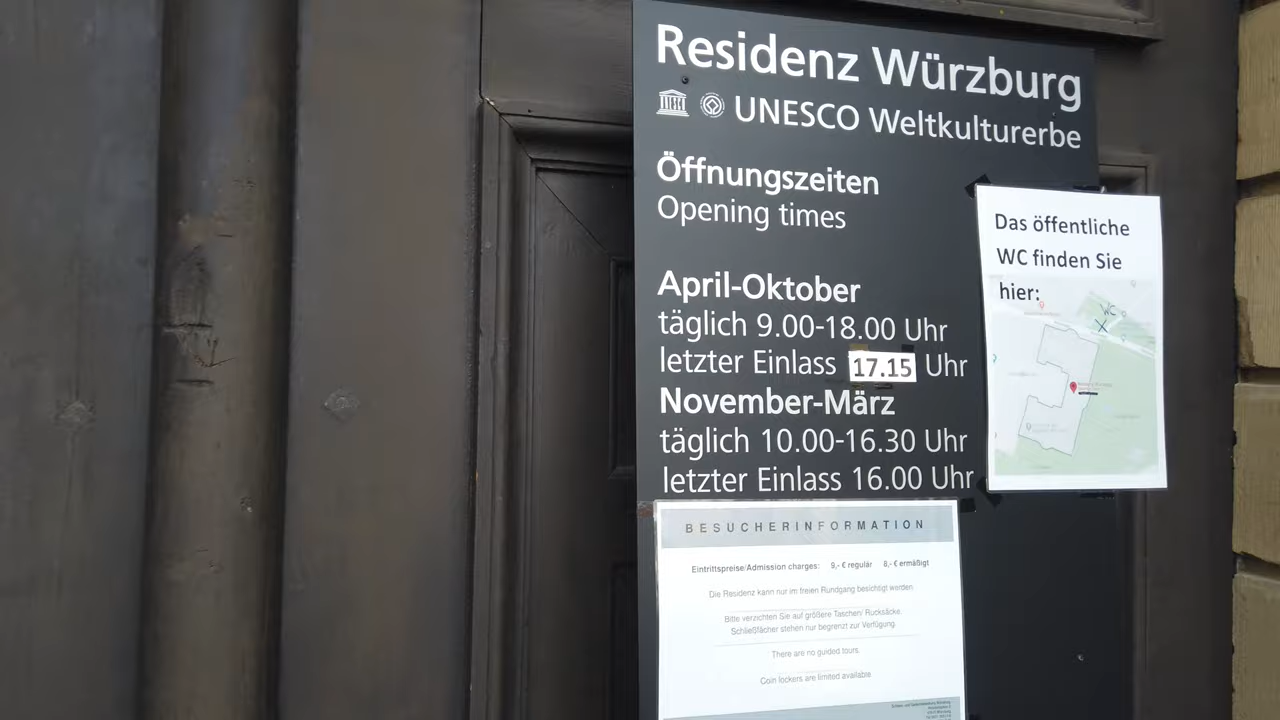 Residenz Würzburg
UNESCO Weltkulturerbe
Öffnungszeiten
Opening times
April-Oktober
täglich 9.00-18.00 Uhr
letzter Einlass 17.15 Uhr
November-März
täglich 10.00-16.30 Uhr
letzter Einlass 16.00 Uhr
Das öffentliche
WC finden Sie
hier:
WC
X
BESUCHERINFORMATION
Eintrittspreise/Admission charges: 9,- € regulär 8,- € ermäßigt
Die Residenz kann nur im freien Rundgang besichtigt werden.
Bitte verzichten Sie auf größere Taschen/ Rucksäcke.
Schließfächer stehen nur begrenzt zur Verfügung.
There are no guided tours.
Coin lockers are limited available.